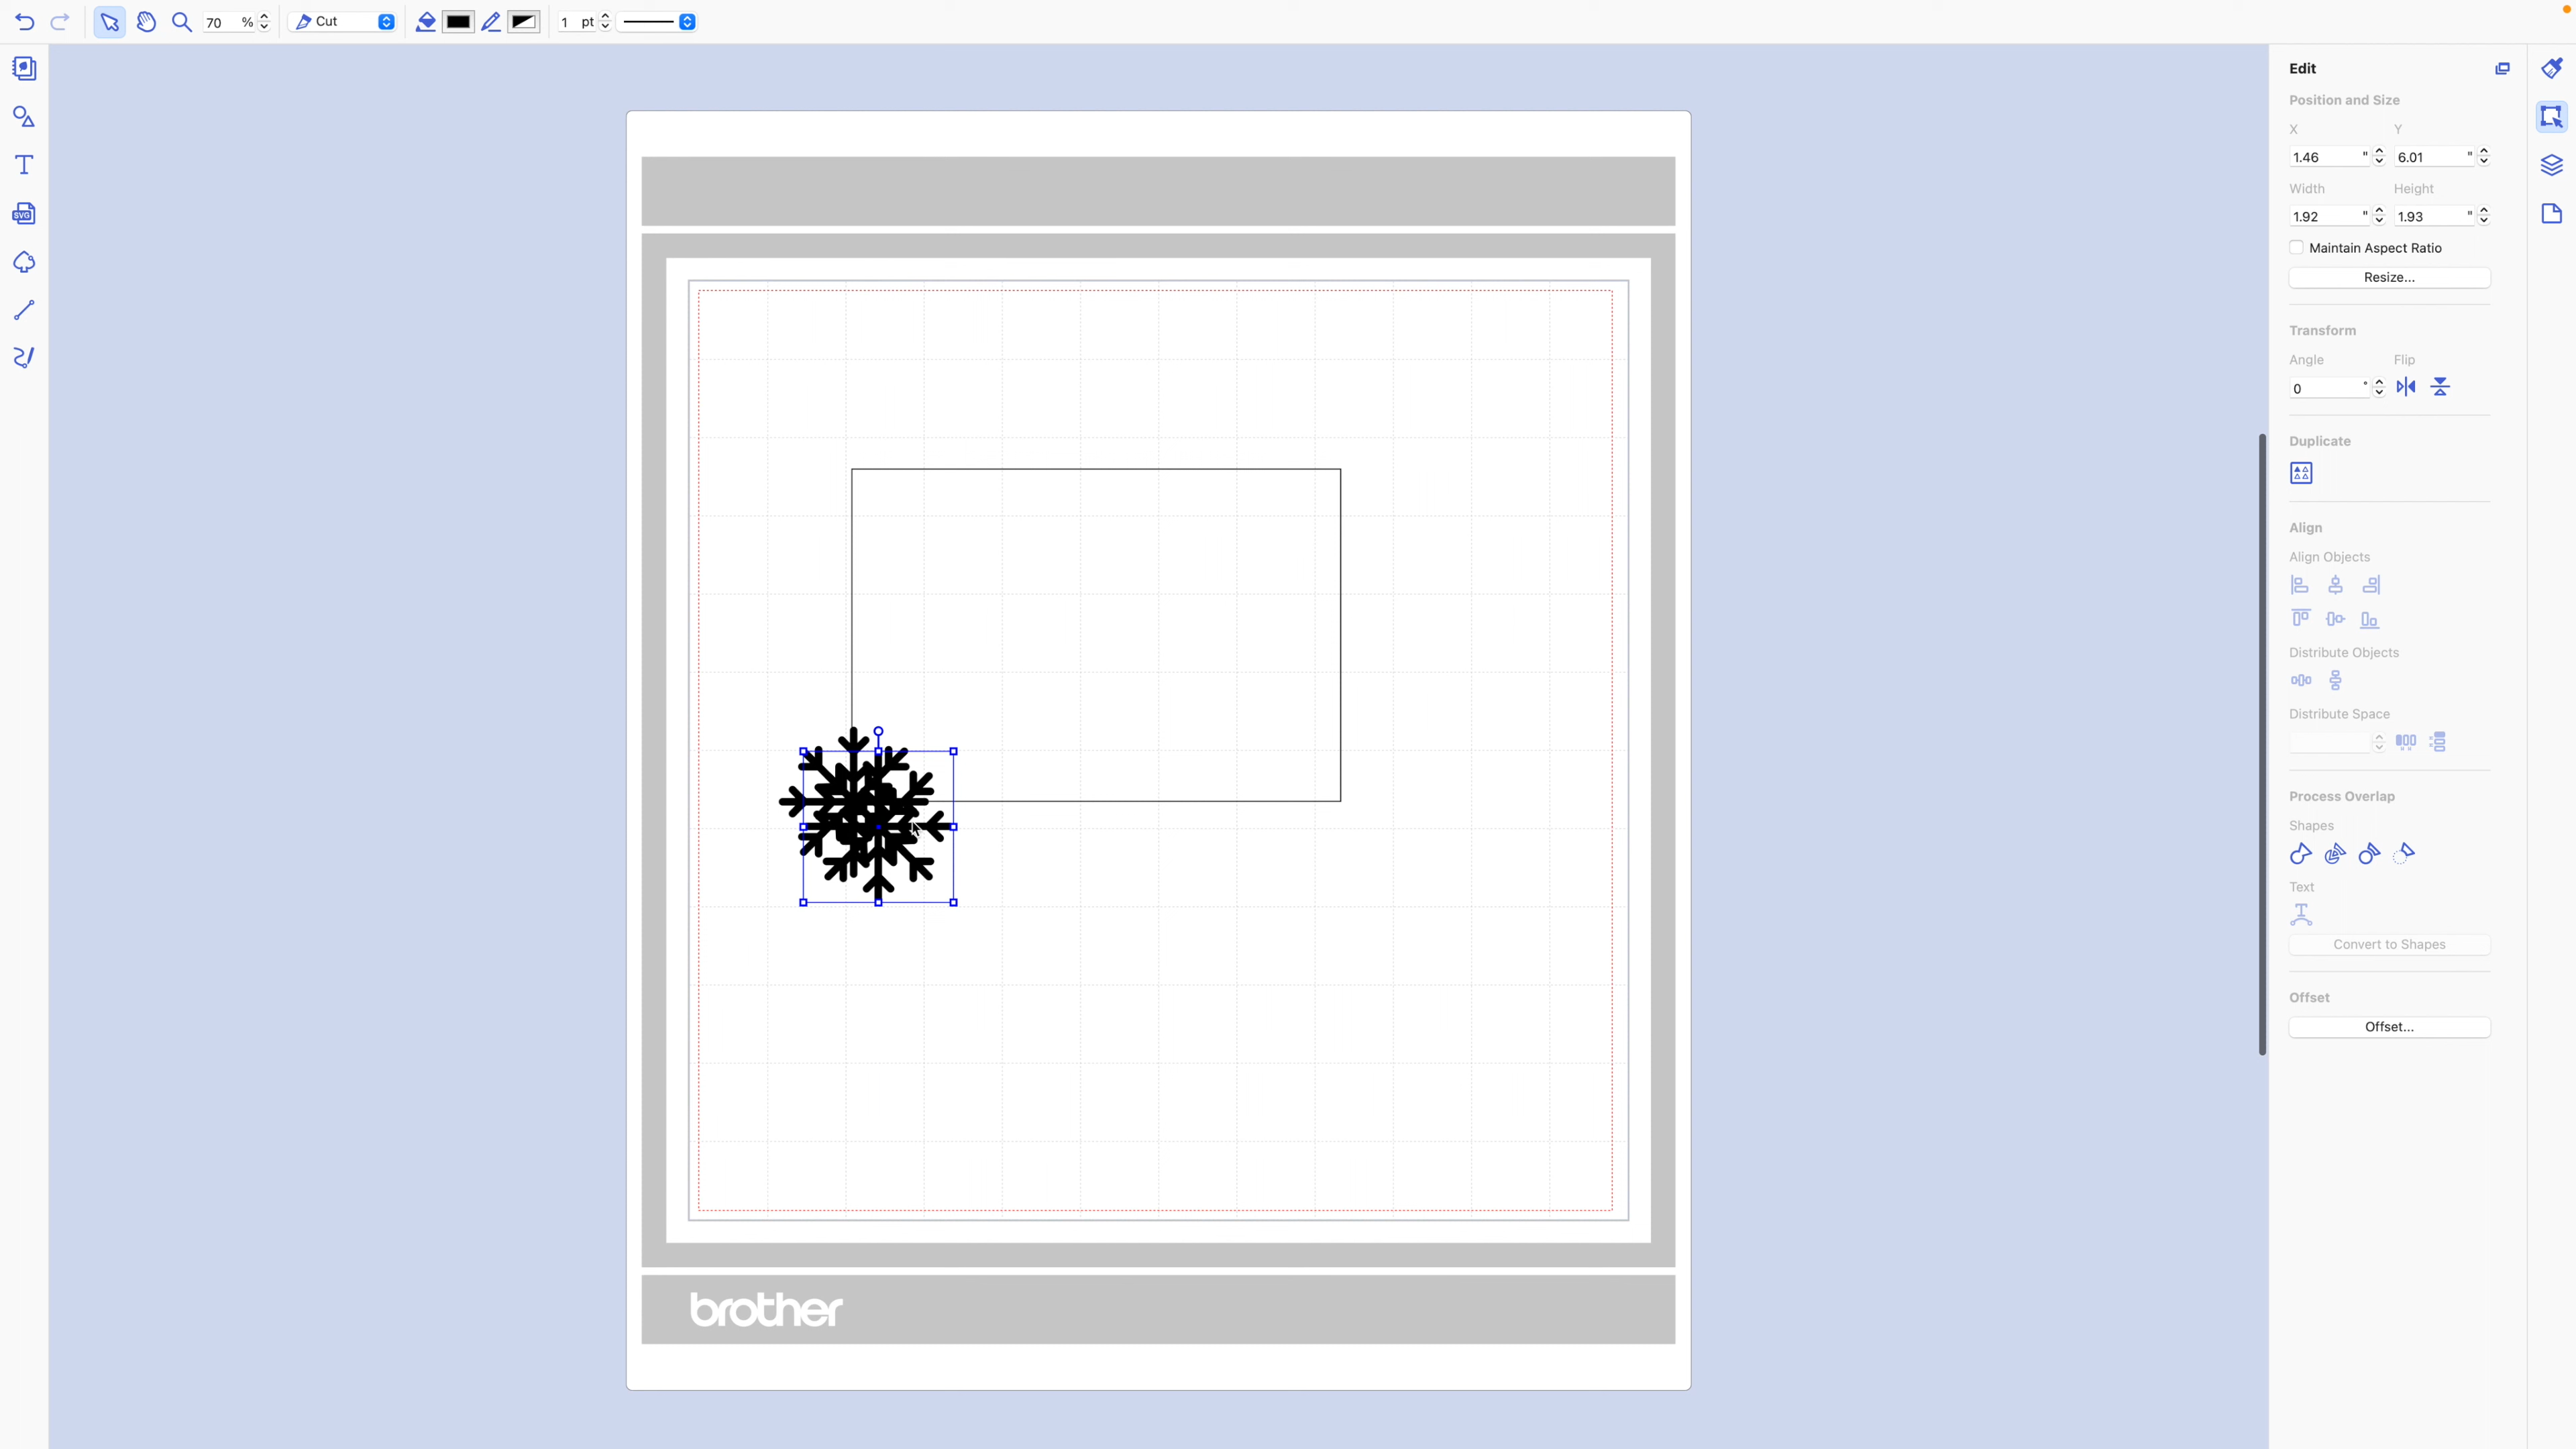 70 %
Cut
1 pt
Edit
Position and Size
X Y
1.46 " 6.01 "
Width Height
1.92 " 1.93 "
Maintain Aspect Ratio
Resize...
Transform
Angle Flip
0 °
Duplicate
Align
Align Objects
Distribute Objects
Distribute Space
Process Overlap
Shapes
Text
Convert to Shapes
Offset
Offset...
SVG
brother